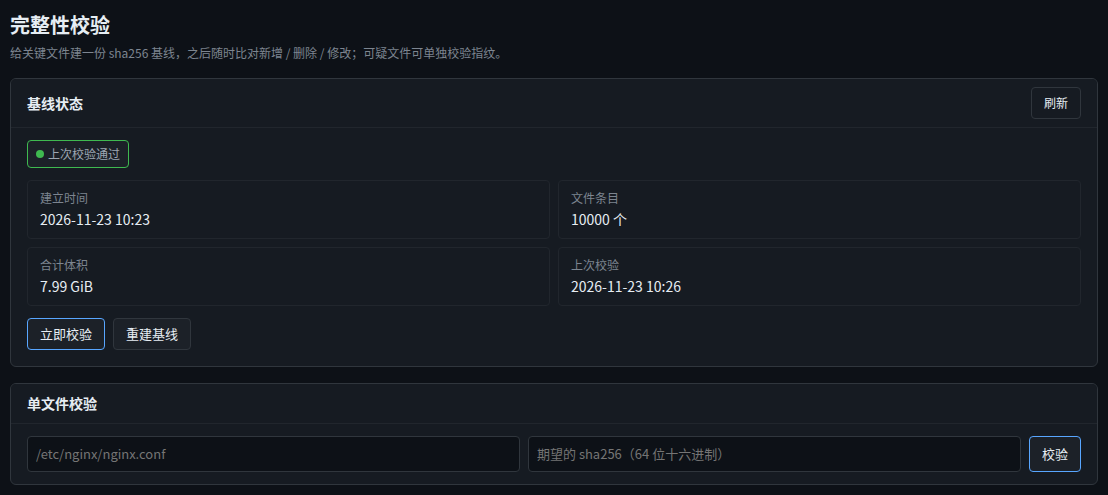 完整性校验
给关键文件建一份 sha256 基线，之后随时比对新增 / 删除 / 修改；可疑文件可单独校验指纹。
基线状态
刷新
上次校验通过
建立时间
2026-11-23 10:23
文件条目
10000 个
合计体积
7.99 GiB
上次校验
2026-11-23 10:26
立即校验
重建基线
单文件校验
/etc/nginx/nginx.conf
期望的 sha256（64 位十六进制）
校验